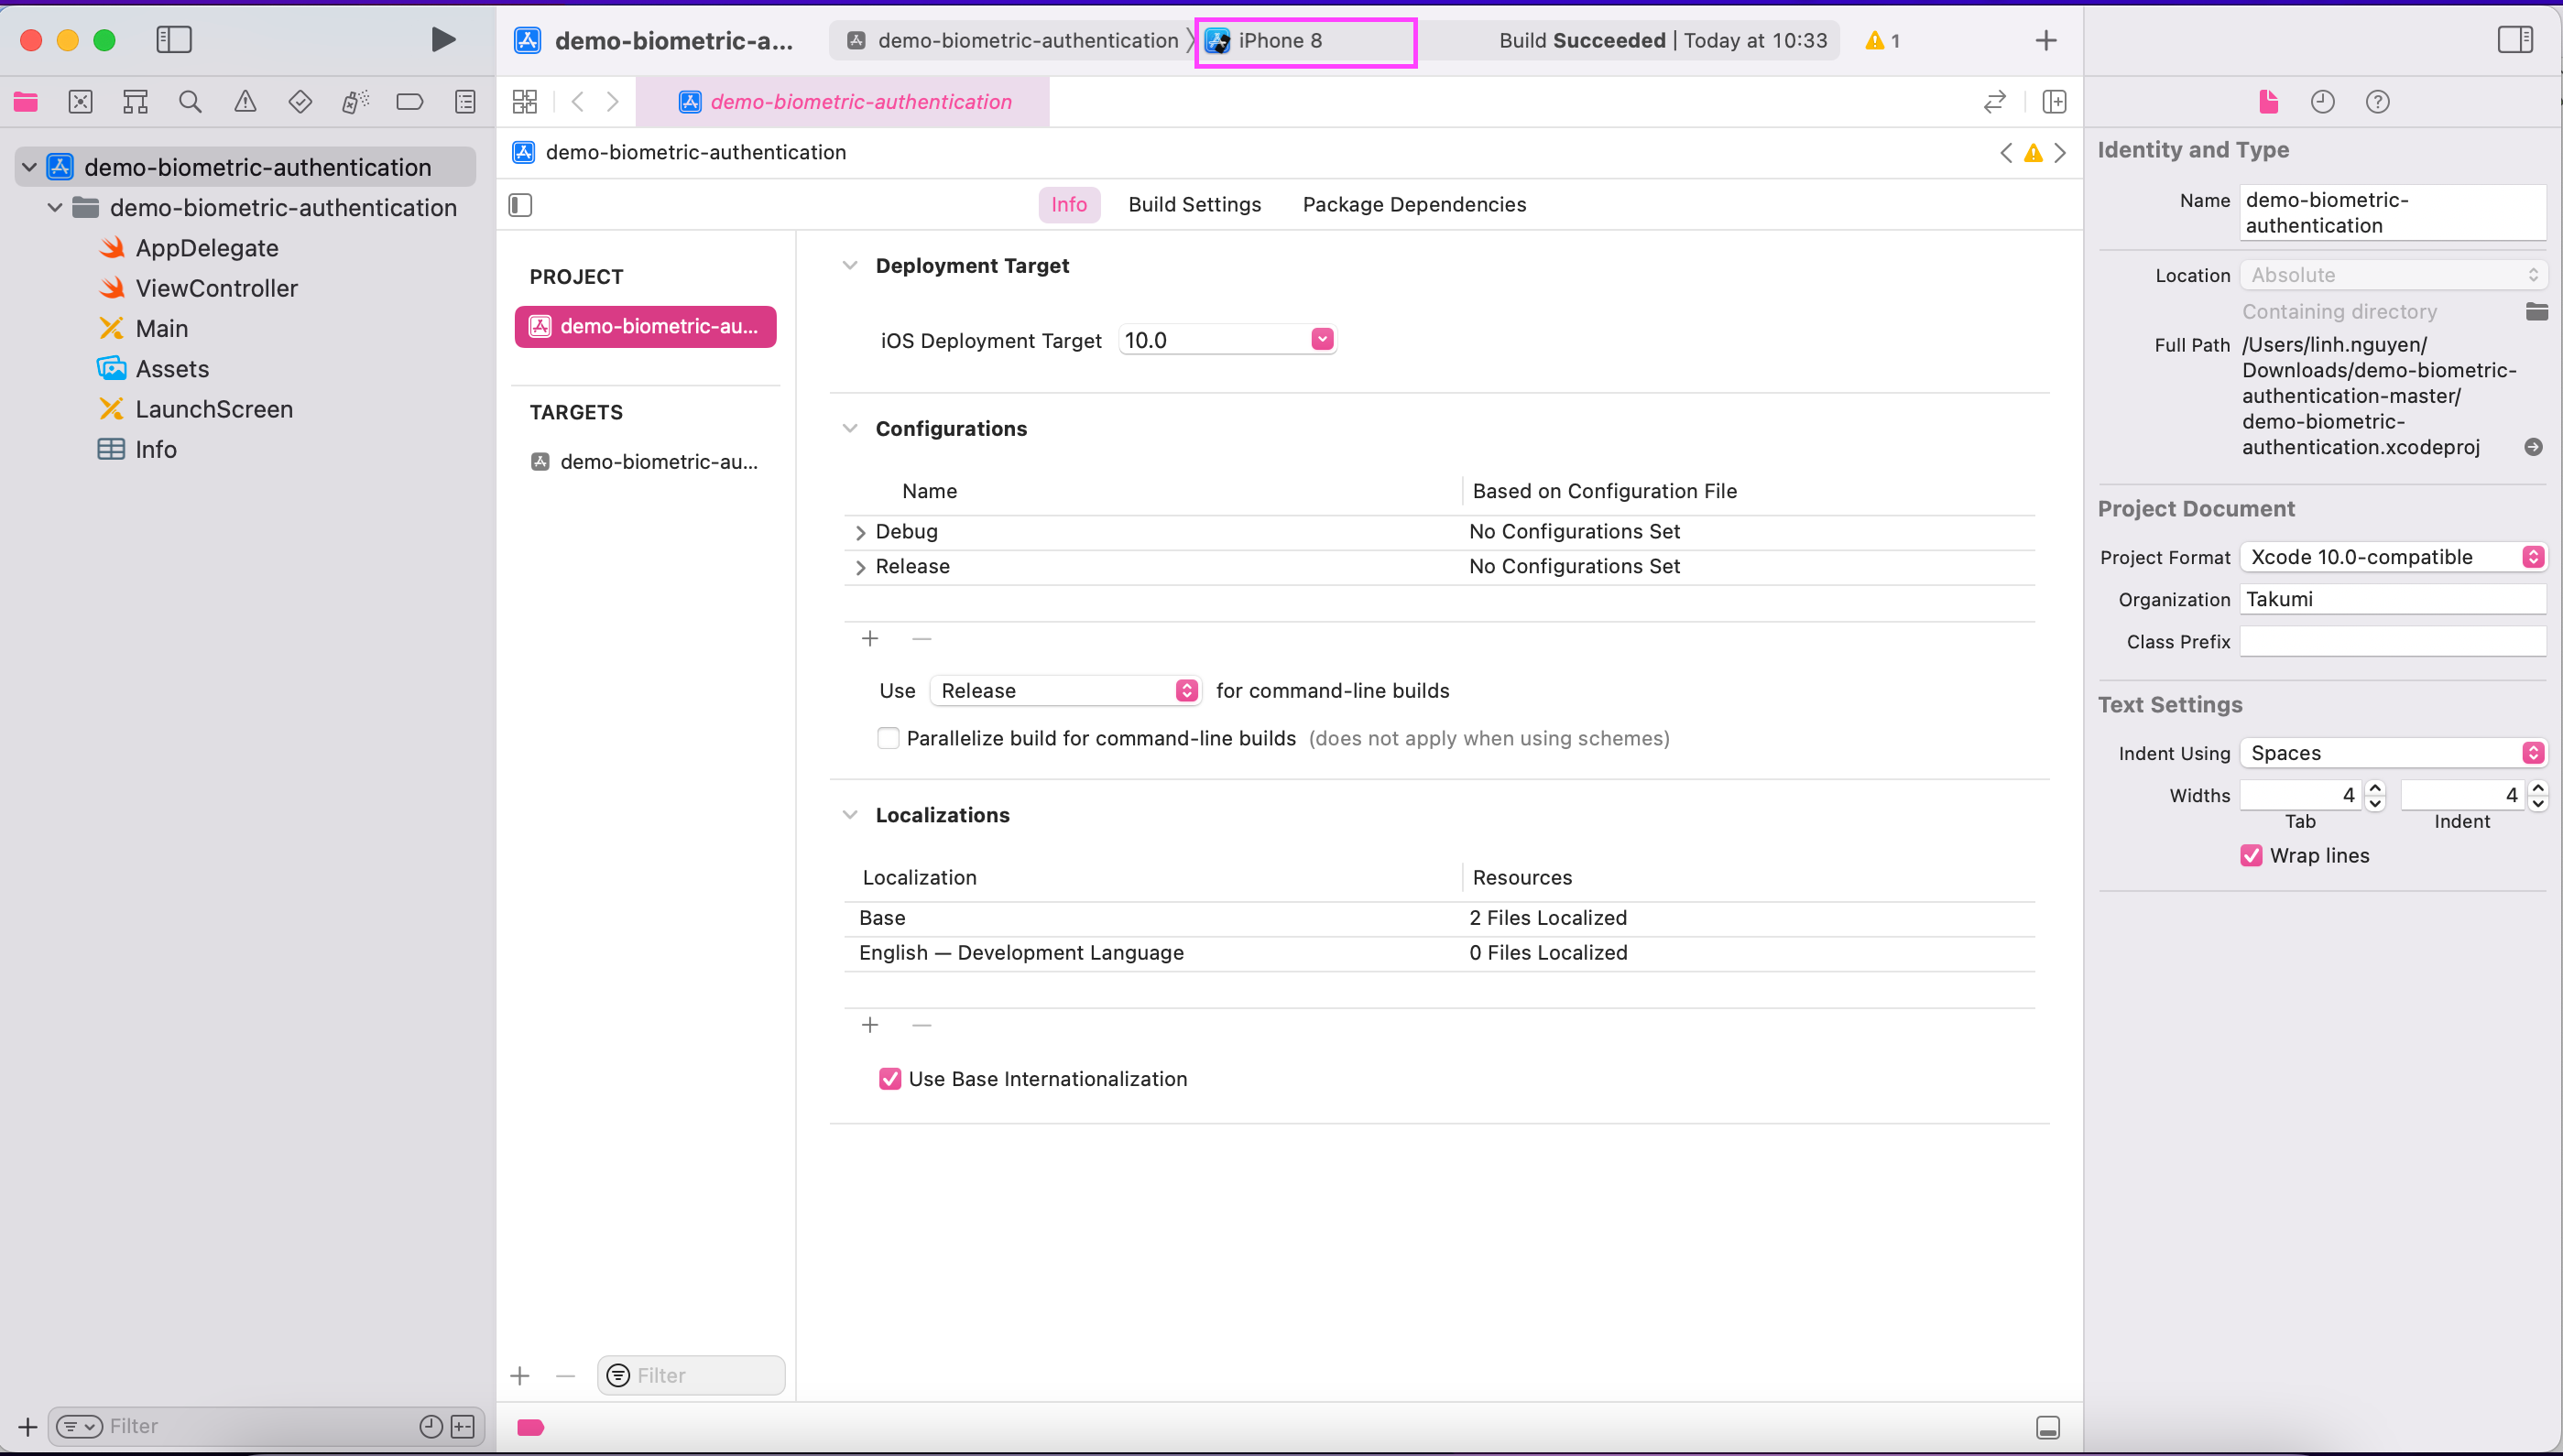 demo-biometric-a...
demo-biometric-authentication
iPhone 8
Build Succeeded | Today at 10:33
1
demo-biometric-authentication
demo-biometric-authentication
demo-biometric-authentication
AppDelegate
ViewController
Main
Assets
LaunchScreen
Info
Filter
demo-biometric-authentication
Info
Build Settings
Package Dependencies
PROJECT
demo-biometric-au...
TARGETS
demo-biometric-au...
Filter
Deployment Target
iOS Deployment Target 10.0
Configurations
Name
Based on Configuration File
Debug
No Configurations Set
Release
No Configurations Set
Use Release for command-line builds
Parallelize build for command-line builds (does not apply when using schemes)
Localizations
Localization
Resources
Base
2 Files Localized
English — Development Language
0 Files Localized
Use Base Internationalization
Identity and Type
Name demo-biometric-
authentication
Location Absolute
Containing directory
Full Path /Users/linh.nguyen/
Downloads/demo-biometric-
authentication-master/
demo-biometric-
authentication.xcodeproj
Project Document
Project Format Xcode 10.0-compatible
Organization Takumi
Class Prefix
Text Settings
Indent Using Spaces
Widths 4 4
Tab Indent
Wrap lines